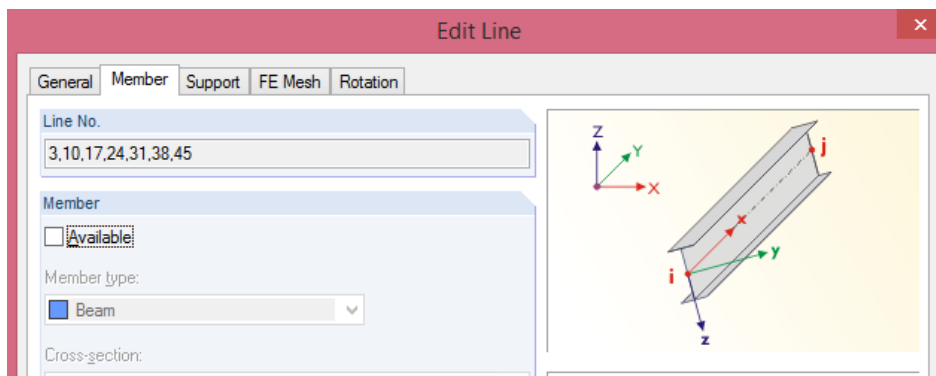 Edit Line
General Member Support FE Mesh Rotation
Line No.
3,10,17,24,31,38,45
Member
Available
Member type:
Beam
Cross-section:
Z
Y
X
j
x
y
i
z